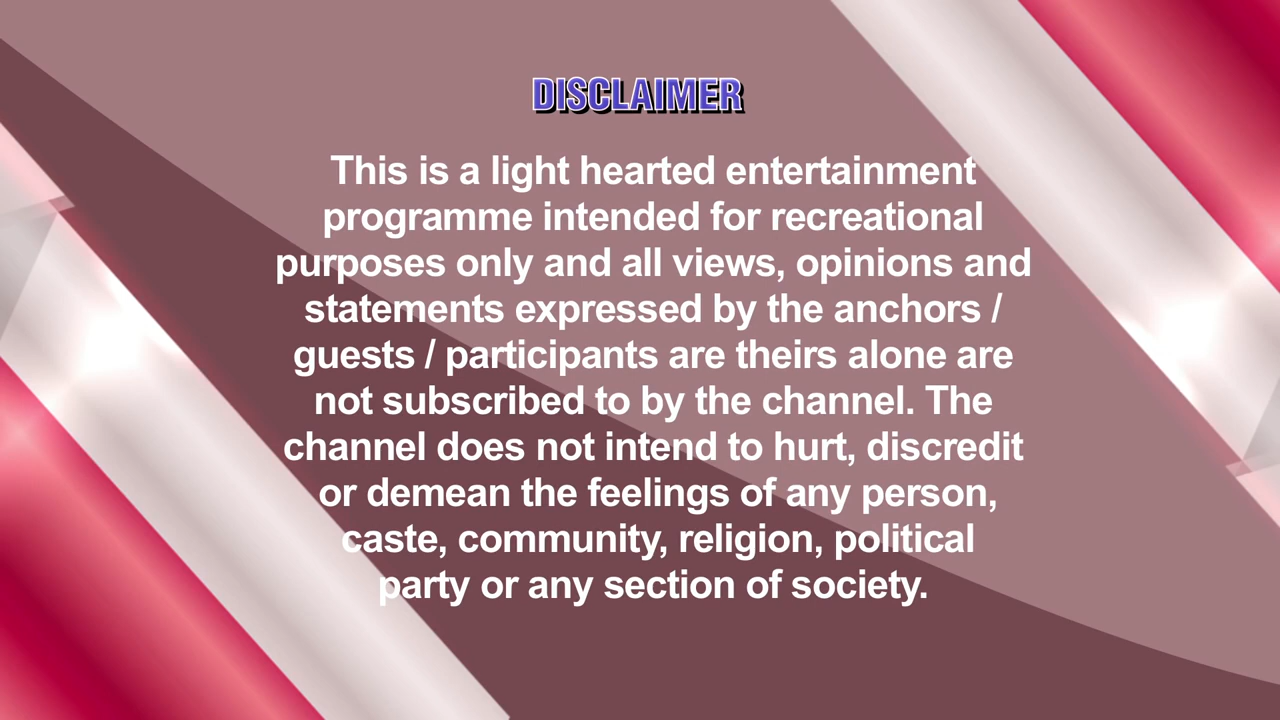 DISCLAIMER
This is a light hearted entertainment
programme intended for recreational
purposes only and all views, opinions and
statements expressed by the anchors /
guests / participants are theirs alone are
not subscribed to by the channel. The
channel does not intend to hurt, discredit
or demean the feelings of any person,
caste, community, religion, political
party or any section of society.